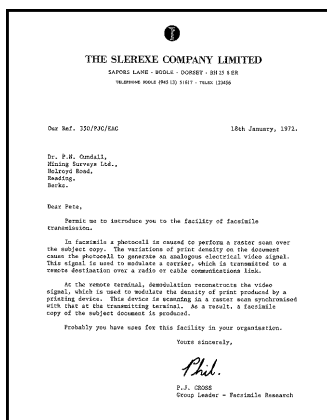 THE SLEREXE COMPANY LIMITED
SAPORS LANE - BOOLE - DORSET - BH 25 8 ER
TELEPHONE BOOLE (945 13) 51617 - TELEX 123456
Our Ref. 350/PJC/EAC
18th January, 1972.
Dr. P.N. Cundall,
Mining Surveys Ltd.,
Holroyd Road,
Reading,
Berks.
Dear Pete,
Permit me to introduce you to the facility of facsimile
transmission.
In facsimile a photocell is caused to perform a raster scan over
the subject copy. The variations of print density on the document
cause the photocell to generate an analogous electrical video signal.
This signal is used to modulate a carrier, which is transmitted to a
remote destination over a radio or cable communications link.
At the remote terminal, demodulation reconstructs the video
signal, which is used to modulate the density of print produced by a
printing device. This device is scanning in a raster scan synchronised
with that at the transmitting terminal. As a result, a facsimile
copy of the subject document is produced.
Probably you have uses for this facility in your organisation.
Yours sincerely,
Phil.
P.J. CROSS
Group Leader - Facsimile Research